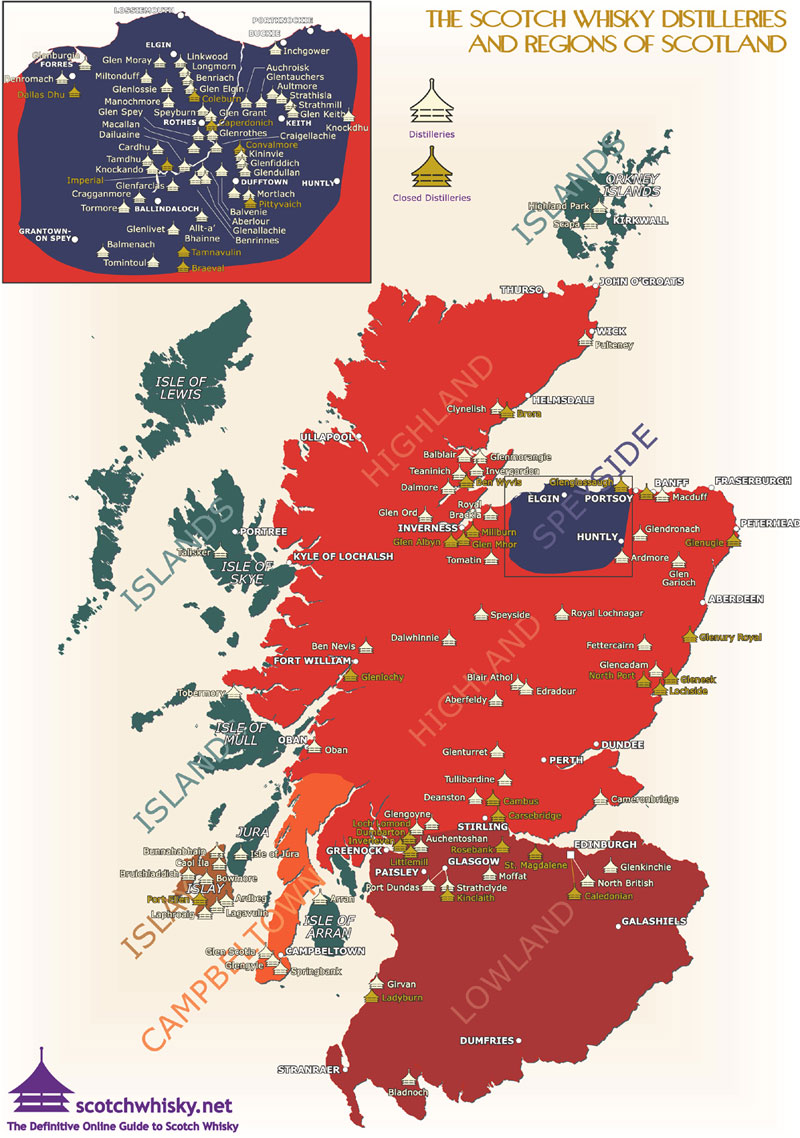 THE SCOTCH WHISKY DISTILLERIES
AND REGIONS OF SCOTLAND
Distilleries
Closed Distilleries
LOSSIEMOUTH
PORTKNOCKIE
BUCKIE
Inchgower
ELGIN
Glenburgie
FORRES
Benromach
Dallas Dhu
Glen Moray
Miltonduff
Glenlossie
Manochmore
Glen Spey
Macallan
Dailuaine
Cardhu
Tamdhu
Knockando
Imperial
Glenfarclas
Cragganmore
Tormore
Linkwood
Longmorn
Benriach
Glen Elgin
Coleburn
Speyburn
Glen Grant
ROTHES
Caperdonich
Glenrothes
Auchroisk
Glentauchers
Aultmore
Strathisla
Strathmill
Glen Keith
KEITH
Knockdhu
Craigellachie
Convalmore
Kininvie
Glenfiddich
Glendullan
DUFFTOWN
HUNTLY
Mortlach
Pittyvaich
BALLINDALOCH
Balvenie
Aberlour
Glenallachie
Benrinnes
Glenlivet
Allt-a'
Bhainne
GRANTOWN-
ON SPEY
Balmenach
Tomintoul
Tamnavulin
Braeval
ISLANDS
ORKNEY
ISLANDS
Highland Park
Scapa
KIRKWALL
THURSO
JOHN O'GROATS
WICK
Pulteney
ISLE OF
LEWIS
HIGHLAND
HELMSDALE
Clynelish
Brora
ULLAPOOL
Balblair
Glenmorangie
Teaninich
Invergordon
Ben Wyvis
Dalmore
SPEYSIDE
Glenglassaugh
BANFF
FRASERBURGH
ELGIN
PORTSOY
Macduff
Glen Ord
Royal
Brackla
INVERNESS
Millburn
Glen Albyn
Glen Mhor
PETERHEAD
HUNTLY
Glendronach
Glenugie
Tomatin
Ardmore
Glen
Garioch
ISLANDS
PORTREE
Talisker
ISLE OF
SKYE
KYLE OF LOCHALSH
ABERDEEN
Speyside
Royal Lochnagar
Dalwhinnie
Glenury Royal
Ben Nevis
Fettercairn
FORT WILLIAM
Glenlochy
Glencadam
North Port
Glenesk
Lochside
Blair Athol
Edradour
Aberfeldy
HIGHLAND
Tobermory
ISLE OF
MULL
OBAN
Oban
Glenturret
DUNDEE
PERTH
Tullibardine
Deanston
Cambus
Cameronbridge
Carsebridge
STIRLING
ISLAND
JURA
Glengoyne
Loch Lomond
Dumbarton
Inverleven
Auchentoshan
Littlemill
GREENOCK
Rosebank
St. Magdalene
EDINBURGH
Bunnahabhain
Caol Ila
Bruichladdich
Bowmore
Isle of Jura
ISLAY
Port Ellen
Ardbeg
Laphroaig
Lagavulin
PAISLEY
GLASGOW
Moffat
Port Dundas
Strathclyde
Kinclaith
Glenkinchie
North British
Caledonian
Arran
ISLE OF
ARRAN
ISLAND
GALASHIELS
Glen Scotia
CAMPBELTOWN
Glengyle
Springbank
CAMPBELTOWN
Girvan
Ladyburn
LOWLAND
DUMFRIES
STRANRAER
Bladnoch
scotchwhisky.net
The Definitive Online Guide to Scotch Whisky